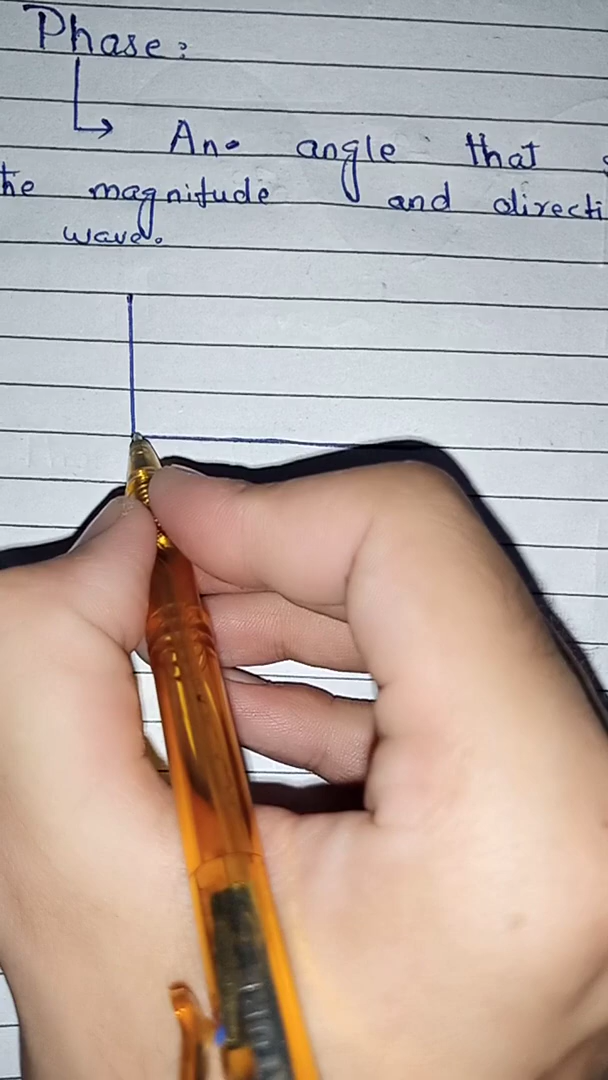 Phase:
An. angle that
the magnitude and directi
wave.